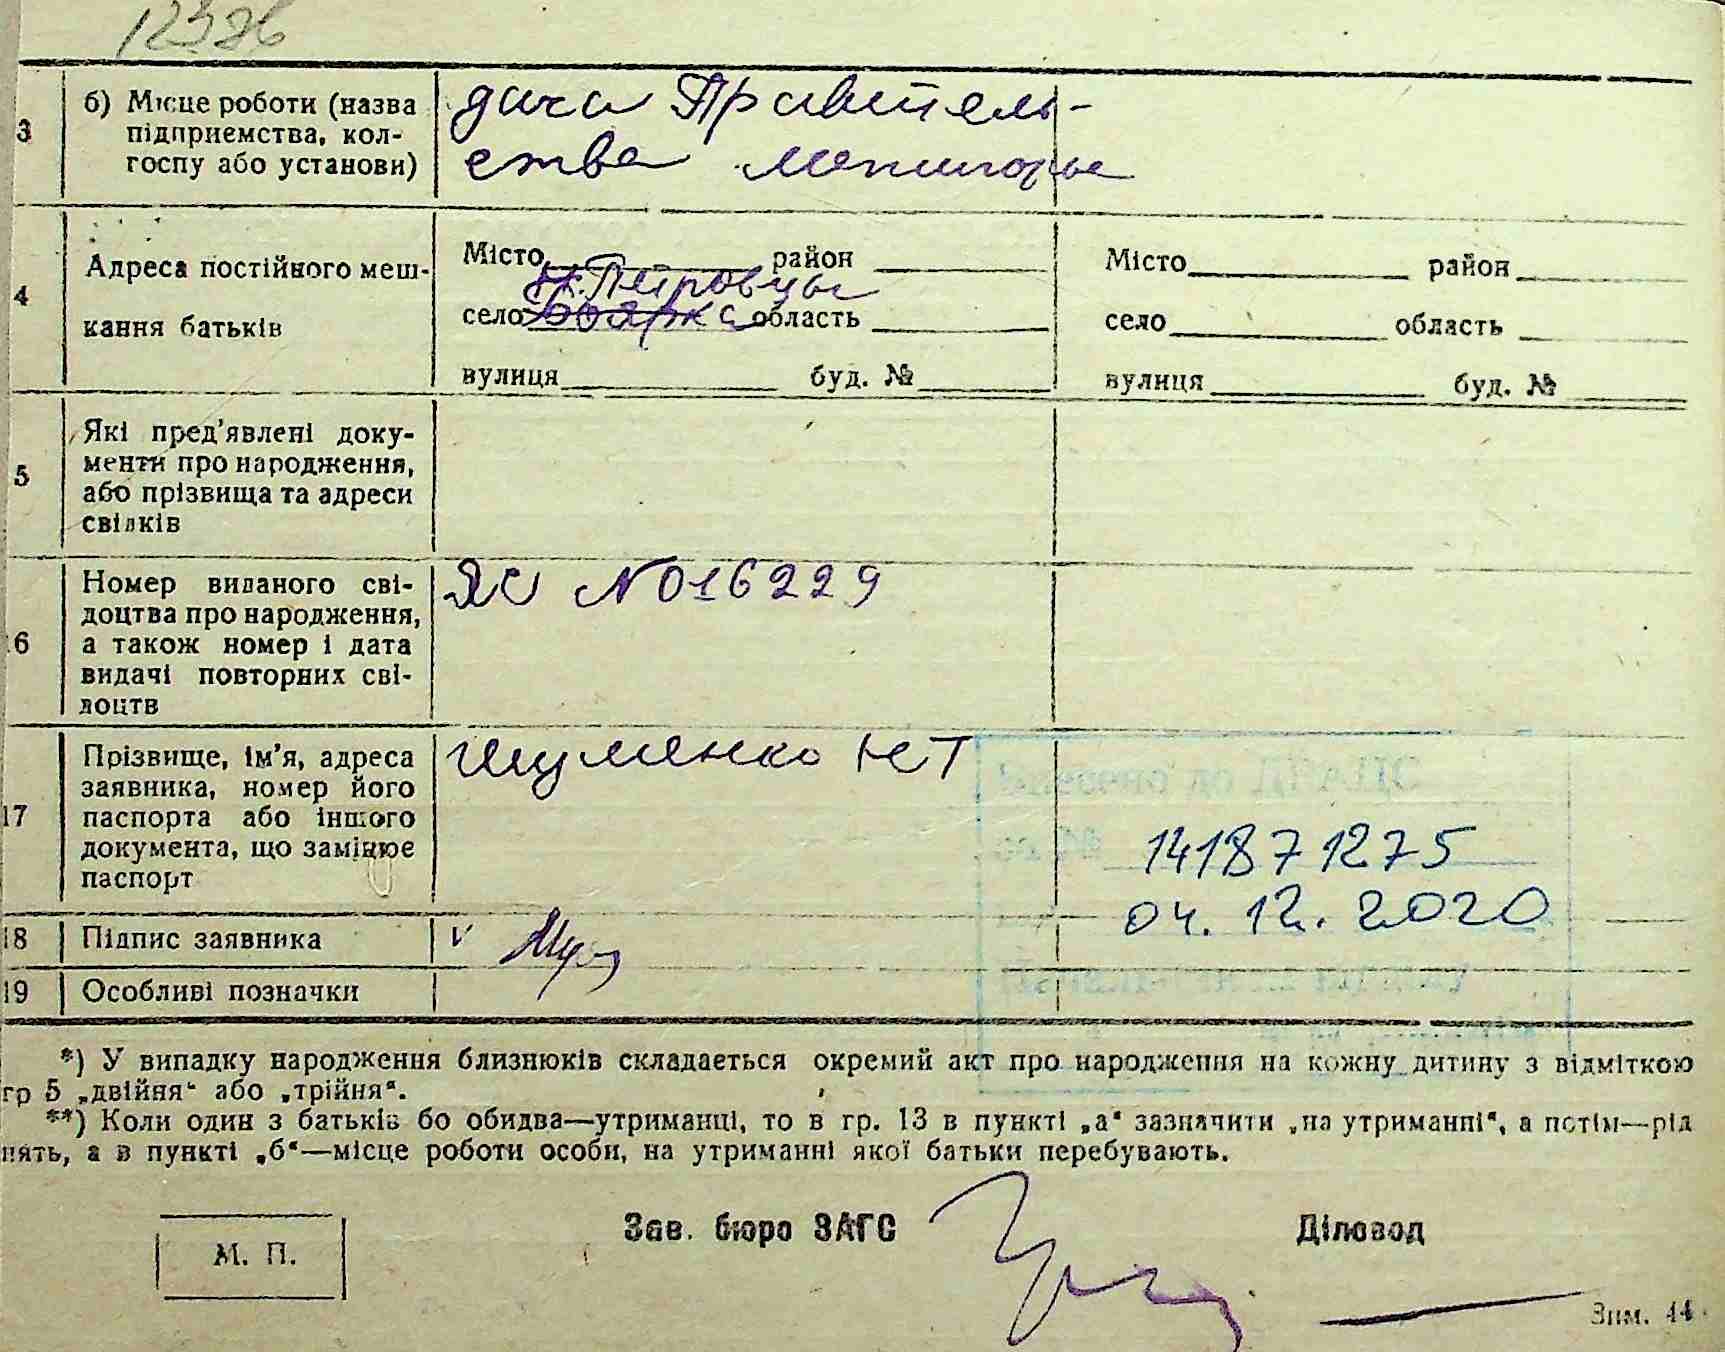 3
б) Місце роботи (назва
підприємства, кол-
госпу або установи)
дача Правитель-
ства Межигорье
4
Адреса постійного меш-
кання батьків
Місто район
Н. Петровцы
село Боярка область
вулиця буд. №
Місто район
село область
вулиця буд. №
5
Які пред’явлені доку-
менти про народження,
або прізвища та адреси
свідків
6
Номер виданого сві-
доцтва про народження,
а також номер і дата
видачі повторних сві-
доцтв
ЯС N 016229
17
Прізвище, ім’я, адреса
заявника, номер його
паспорта або іншого
документа, що замінює
паспорт
141871275
04.12.2020
18
Підпис заявника
V
19
Особливі позначки
*) У випадку народження близнюків складається окремий акт про народження на кожну дитину з відміткою
гр 5 „двійня“ або „трійня“.
**) Коли один з батьків бо обидва—утриманці, то в гр. 13 в пункті „а“ зазначити „на утриманні“, а потім—рід
нять, а в пункті „б“—місце роботи особи, на утриманні якої батьки перебувають.
М. П.
Зав. бюро ЗАГС
Діловод
Зим. 44